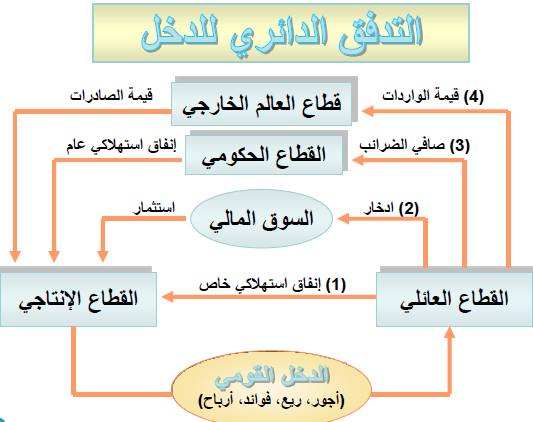 التدفق الدائري للدخل
(4) قيمة الواردات
قطاع العالم الخارجي
قيمة الصادرات
(3) صافي الضرائب
القطاع الحكومي
إنفاق استهلاكي عام
(2) ادخار
السوق المالي
استثمار
القطاع العائلي
(1) إنفاق استهلاكي خاص
القطاع الإنتاجي
الدخل القومي
(أجور، ريع، فوائد، أرباح)